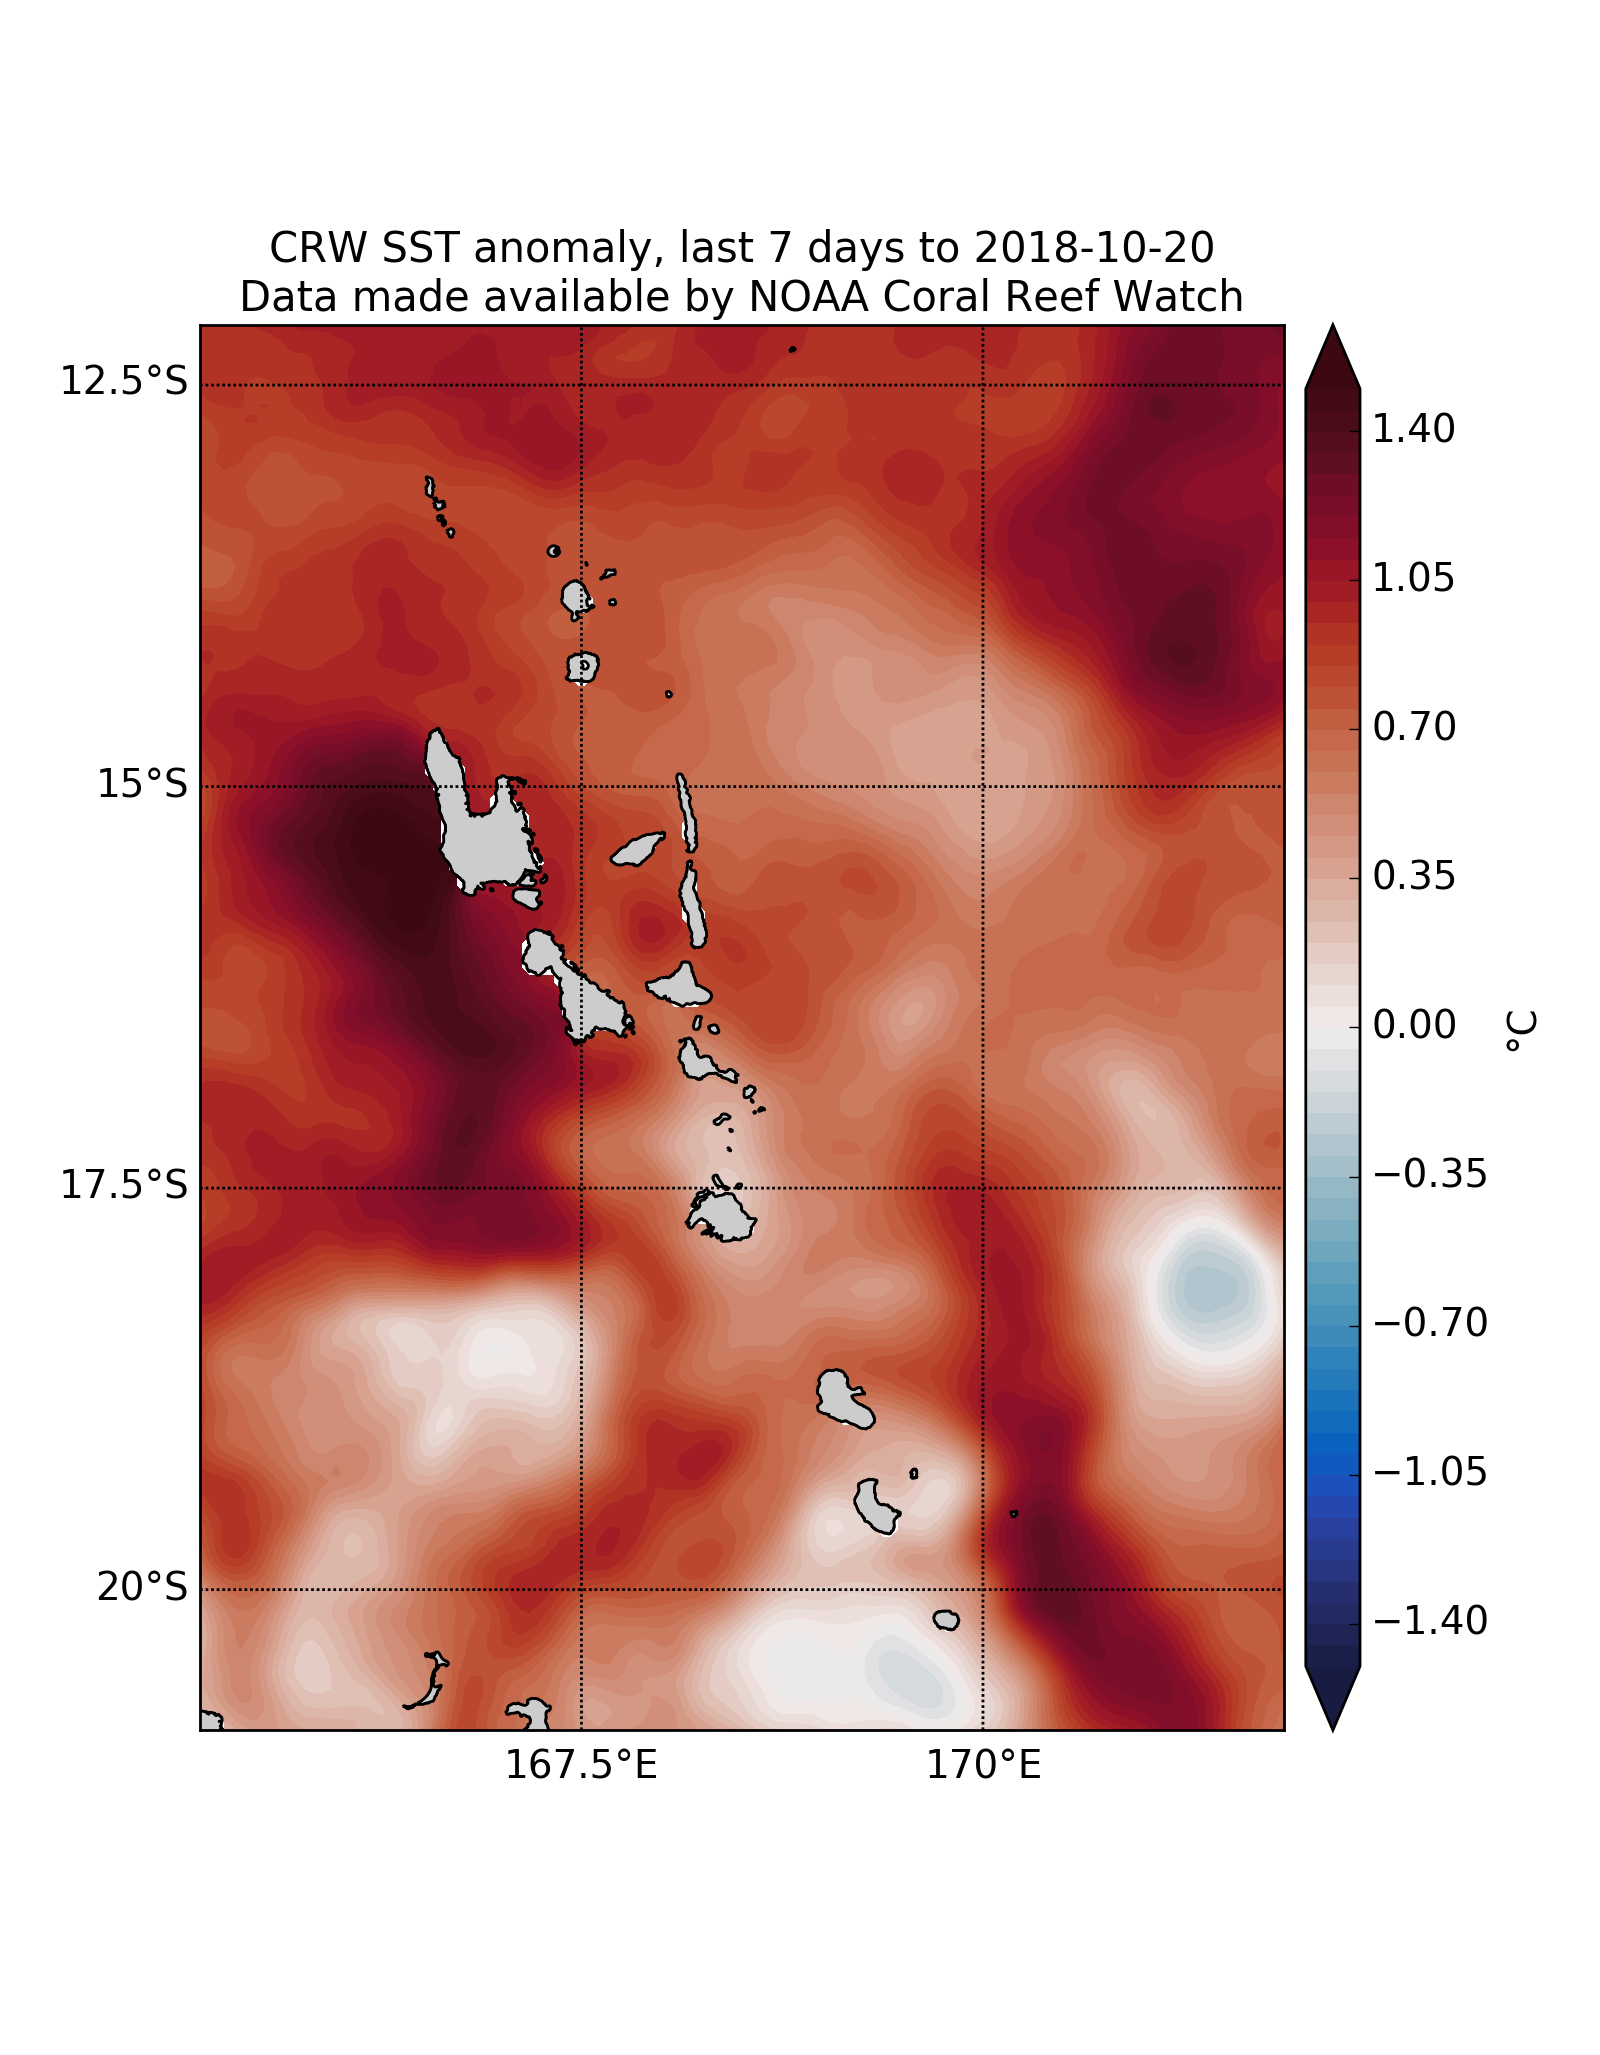 CRW SST anomaly, last 7 days to 2018-10-20
Data made available by NOAA Coral Reef Watch
12.5°S
15°S
17.5°S
20°S
167.5°E
170°E
1.40
1.05
0.70
0.35
0.00
−0.35
−0.70
−1.05
−1.40
°C